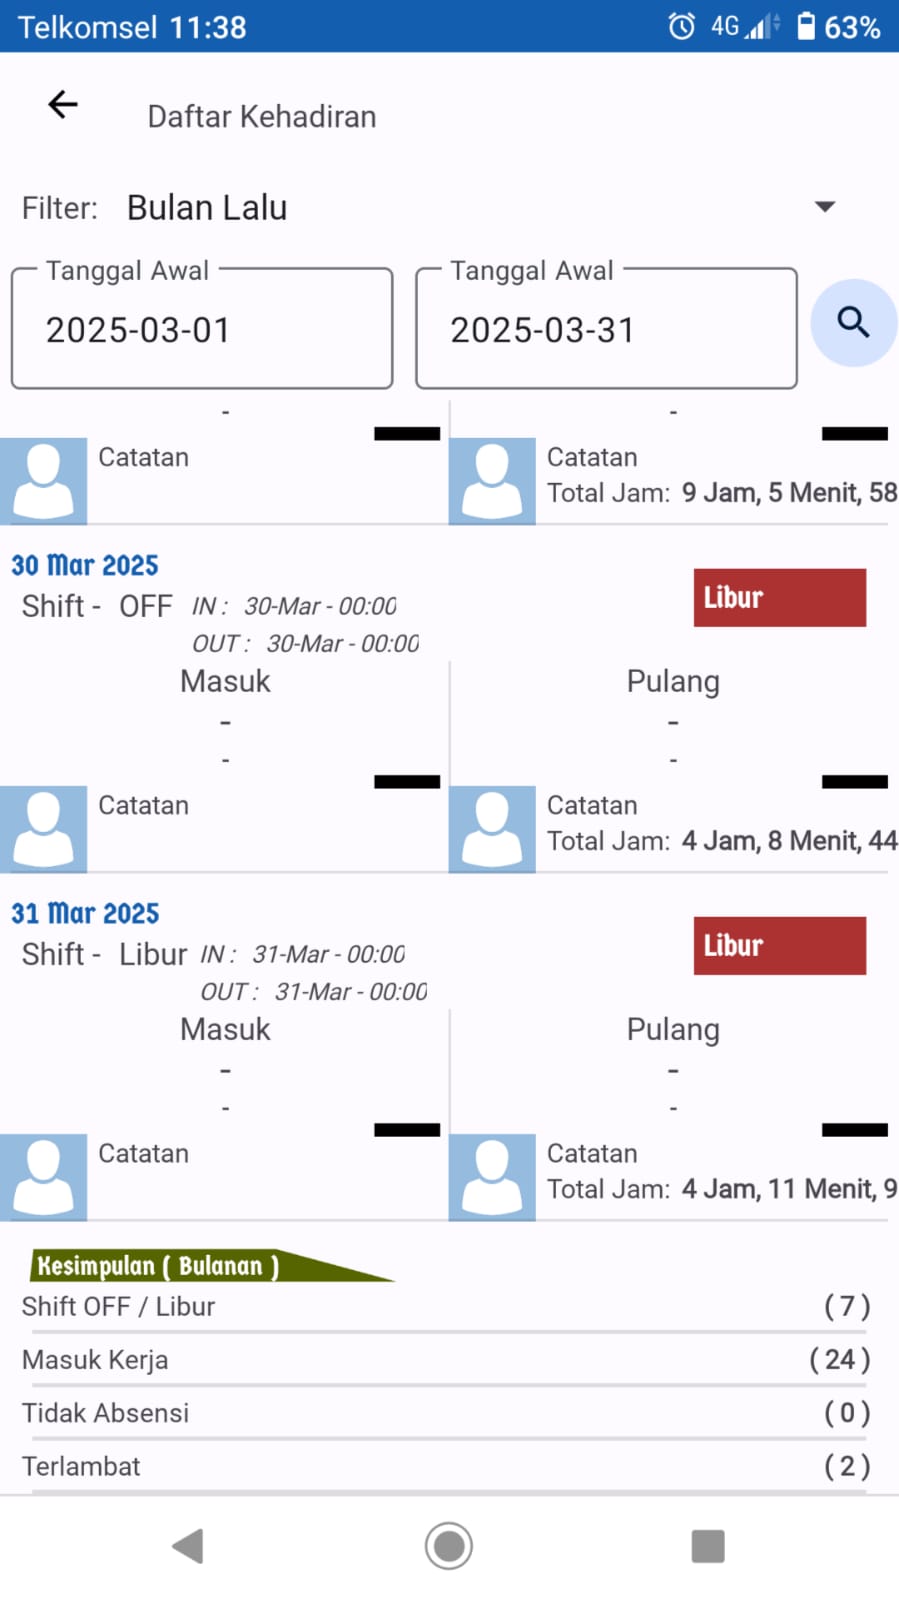 Telkomsel 11:38 4G 63%
Daftar Kehadiran
Filter: Bulan Lalu
Tanggal Awal Tanggal Awal
2025-03-01 2025-03-31
- -
Catatan Catatan
Total Jam: 9 Jam, 5 Menit, 58
30 Mar 2025
Shift - OFF IN : 30-Mar - 00:00 Libur
OUT : 30-Mar - 00:00
Masuk Pulang
- -
- -
Catatan Catatan
Total Jam: 4 Jam, 8 Menit, 44
31 Mar 2025
Shift - Libur IN : 31-Mar - 00:00 Libur
OUT : 31-Mar - 00:00
Masuk Pulang
- -
- -
Catatan Catatan
Total Jam: 4 Jam, 11 Menit, 9
Kesimpulan ( Bulanan )
Shift OFF / Libur ( 7 )
Masuk Kerja ( 24 )
Tidak Absensi ( 0 )
Terlambat ( 2 )